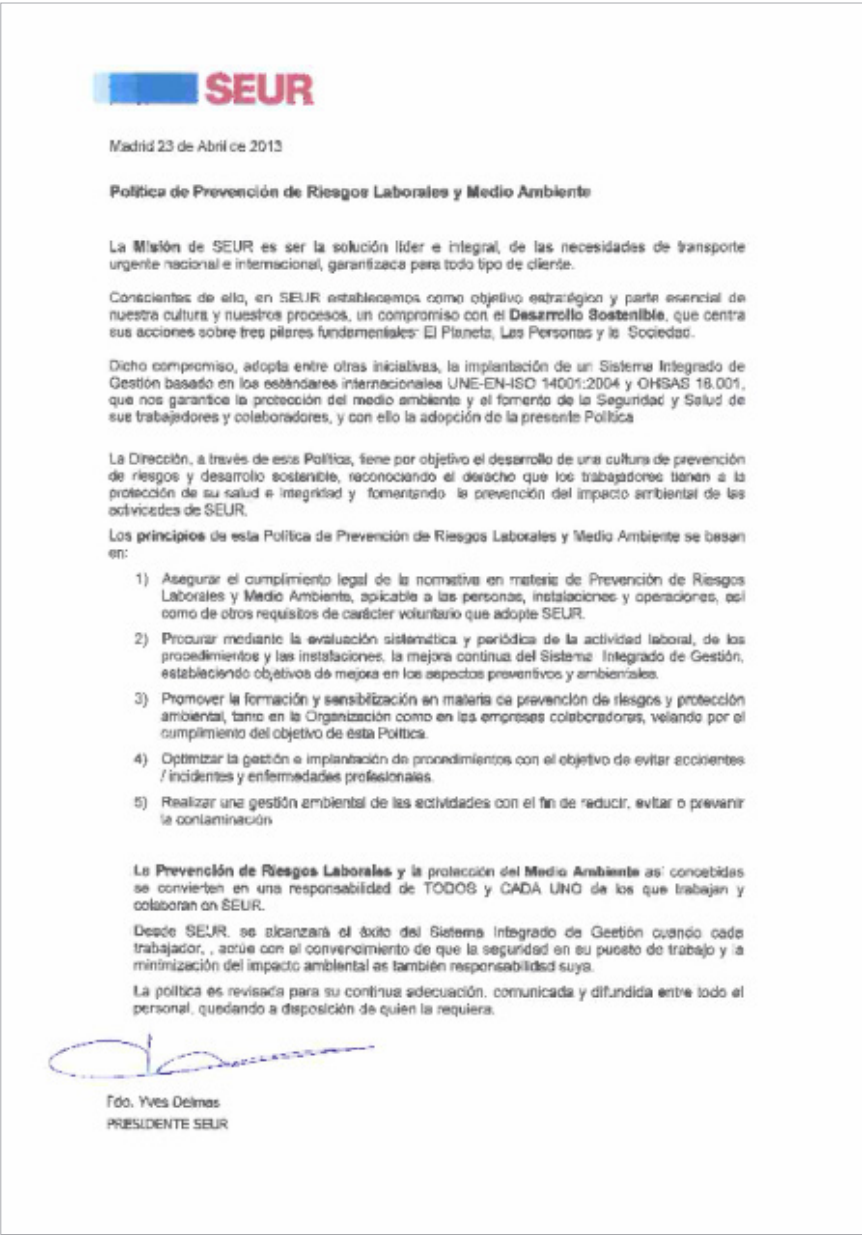 SEUR
Madrid 23 de Abril de 2013
Política de Prevención de Riesgos Laborales y Medio Ambiente
La Misión de SEUR es ser la solución líder e integral, de las necesidades de transporte
urgente nacional e internacional, garantizada para todo tipo de cliente.
Conscientes de ello, en SEUR establecemos como objetivo estratégico y parte esencial de
nuestra cultura y nuestros procesos, un compromiso con el Desarrollo Sostenible, que centra
sus acciones sobre tres pilares fundamentales: El Planeta, Las Personas y la Sociedad.
Dicho compromiso, adopta entre otras iniciativas, la implantación de un Sistema Integrado de
Gestión basado en los estándares internacionales UNE-EN-ISO 14001:2004 y OHSAS 18.001,
que nos garantice la protección del medio ambiente y el fomento de la Seguridad y Salud de
sus trabajadores y colaboradores, y con ello la adopción de la presente Política
La Dirección, a través de esta Política, tiene por objetivo el desarrollo de una cultura de prevención
de riesgos y desarrollo sostenible, reconociendo el derecho que los trabajadores tienen a la
protección de su salud e integridad y fomentando la prevención del impacto ambiental de las
actividades de SEUR.
Los principios de esta Política de Prevención de Riesgos Laborales y Medio Ambiente se basan
en:
1) Asegurar el cumplimiento legal de la normativa en materia de Prevención de Riesgos
Laborales y Medio Ambiente, aplicable a las personas, instalaciones y operaciones, así
como de otros requisitos de carácter voluntario que adopte SEUR.
2) Procurar mediante la evaluación sistemática y periódica de la actividad laboral, de los
procedimientos y las instalaciones, la mejora continua del Sistema Integrado de Gestión,
estableciendo objetivos de mejora en los aspectos preventivos y ambientales.
3) Promover la formación y sensibilización en materia de prevención de riesgos y protección
ambiental, tanto en la Organización como en las empresas colaboradores, velando por el
cumplimiento del objetivo de ésta Política.
4) Optimizar la gestión e implantación de procedimientos con el objetivo de evitar accidentes
/ incidentes y enfermedades profesionales.
5) Realizar una gestión ambiental de las actividades con el fin de reducir, evitar o prevenir
la contaminación
La Prevención de Riesgos Laborales y la protección del Medio Ambiente así concebidas
se convierten en una responsabilidad de TODOS y CADA UNO de los que trabajan y
colaboran en SEUR.
Desde SEUR, se alcanzará el éxito del Sistema Integrado de Gestión cuando cada
trabajador, , actúe con el convencimiento de que la seguridad en su puesto de trabajo y la
minimización del impacto ambiental es también responsabilidad suya.
La política es revisada para su continua adecuación, comunicada y difundida entre todo el
personal, quedando a disposición de quien la requiera.
Fdo. Yves Delmas
PRESIDENTE SEUR